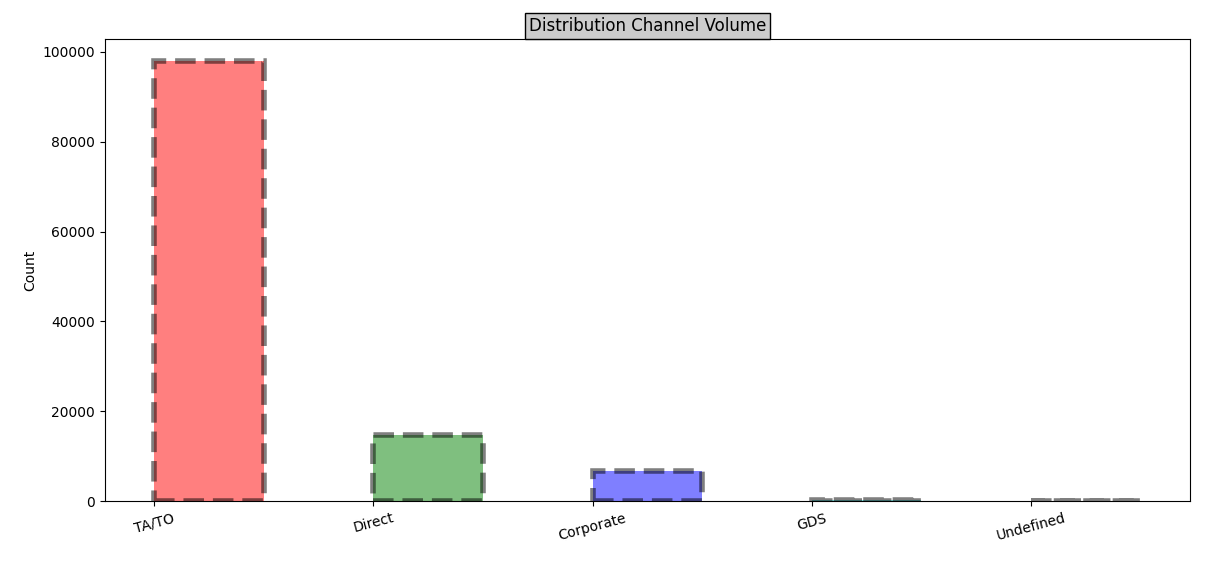 Distribution Channel Volume
100000
80000
60000
40000
20000
0
Count
TA/TO
Direct
Corporate
GDS
Undefined